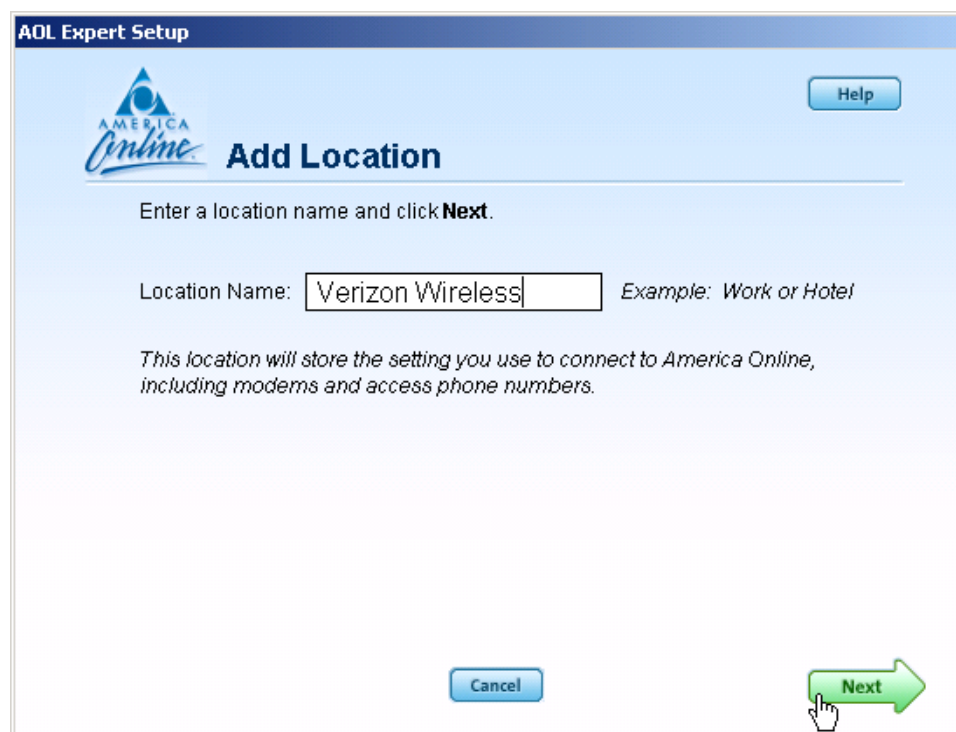 AOL Expert Setup
Help
AMERICA
Online
Add Location
Enter a location name and click Next.
Location Name: Verizon Wireless Example: Work or Hotel
This location will store the setting you use to connect to America Online,
including modems and access phone numbers.
Cancel
Next